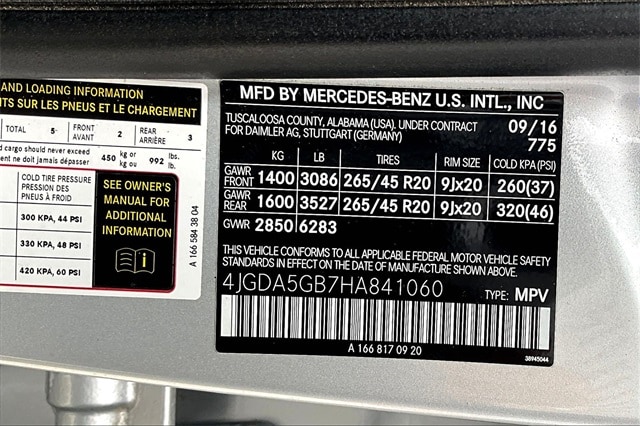 AND LOADING INFORMATION
NTS SUR LES PNEUS ET LE CHARGEMENT
TOTAL 5 FRONT AVANT 2 REAR ARRIÈRE 3
d cargo should never exceed
ment ne doit jamais dépasser 450 kg or kg ou 992 lbs. lb.
COLD TIRE PRESSURE
PRESSION DES
PNEUS À FROID
300 KPA, 44 PSI
330 KPA, 48 PSI
420 KPA, 60 PSI
SEE OWNER'S
MANUAL FOR
ADDITIONAL
INFORMATION
A 166 584 38 04
MFD BY MERCEDES-BENZ U.S. INTL., INC
TUSCALOOSA COUNTY, ALABAMA (USA). UNDER CONTRACT 09/16
FOR DAIMLER AG, STUTTGART (GERMANY) 775
KG LB TIRES RIM SIZE COLD KPA (PSI)
GAWR FRONT 1400 3086 265/45 R20 9Jx20 260(37)
GAWR REAR 1600 3527 265/45 R20 9Jx20 320(46)
GVWR 2850 6283
THIS VEHICLE CONFORMS TO ALL APPLICABLE FEDERAL MOTOR VEHICLE SAFETY
STANDARDS IN EFFECT ON THE DATE OF MANUFACTURE SHOWN ABOVE.
4JGDA5GB7HA841060 TYPE: MPV
A 166 817 09 20
38945044